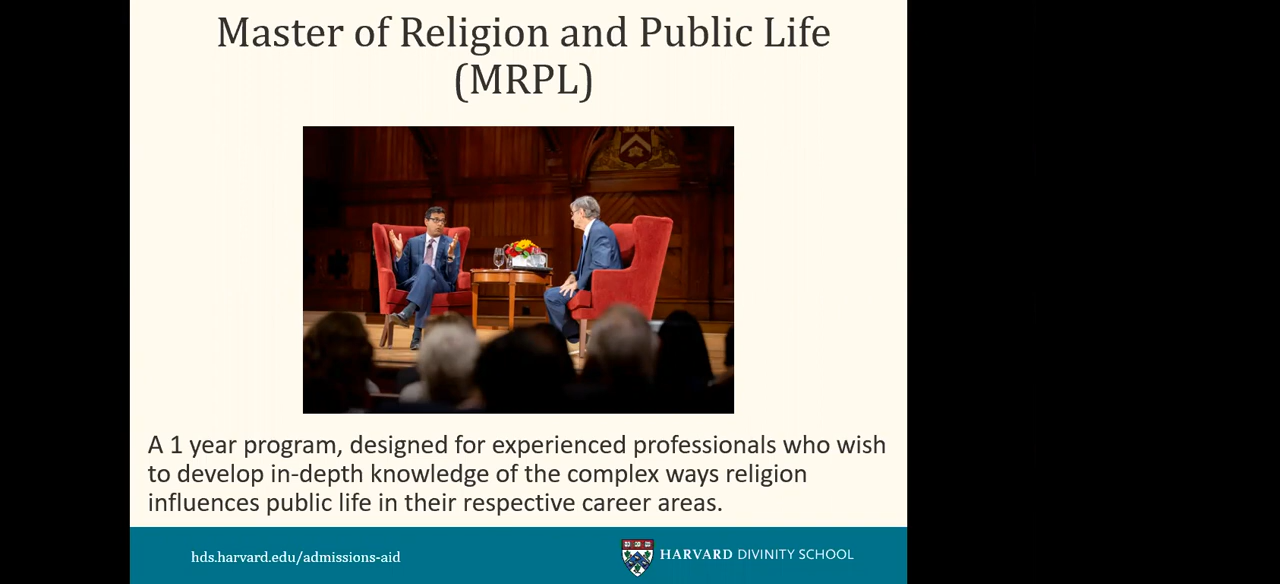 Master of Religion and Public Life
(MRPL)
A 1 year program, designed for experienced professionals who wish
to develop in-depth knowledge of the complex ways religion
influences public life in their respective career areas.
hds.harvard.edu/admissions-aid
HARVARD DIVINITY SCHOOL